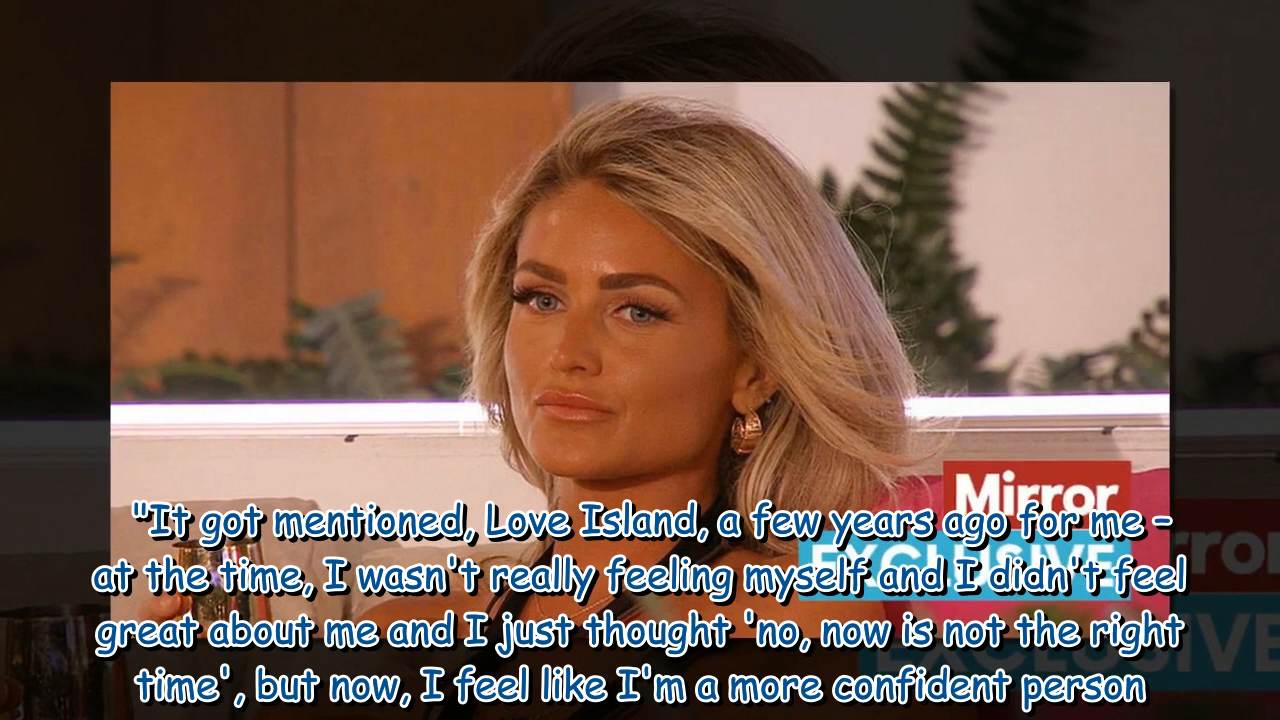 Mirror
EXCLUSIVE
"It got mentioned, Love Island, a few years ago for me –
at the time, I wasn't really feeling myself and I didn't feel
great about me and I just thought 'no, now is not the right
time', but now, I feel like I'm a more confident person